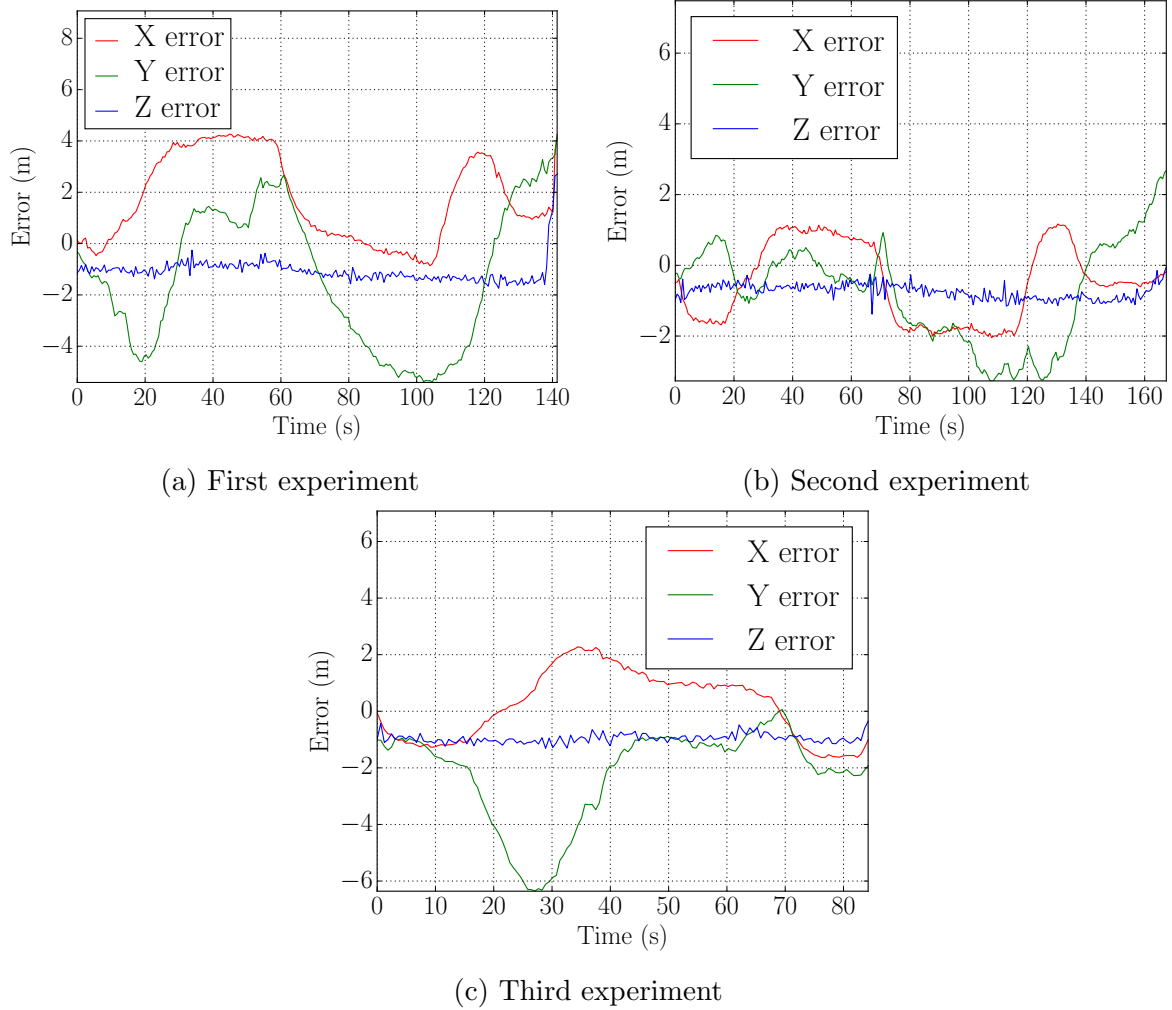 8
6
4
2
0
−2
−4
Error (m)
X error
Y error
Z error
0 20 40 60 80 100 120 140
Time (s)
(a) First experiment
6
4
2
0
−2
Error (m)
X error
Y error
Z error
0 20 40 60 80 100 120 140 160
Time (s)
(b) Second experiment
6
4
2
0
−2
−4
−6
Error (m)
X error
Y error
Z error
0 10 20 30 40 50 60 70 80
Time (s)
(c) Third experiment